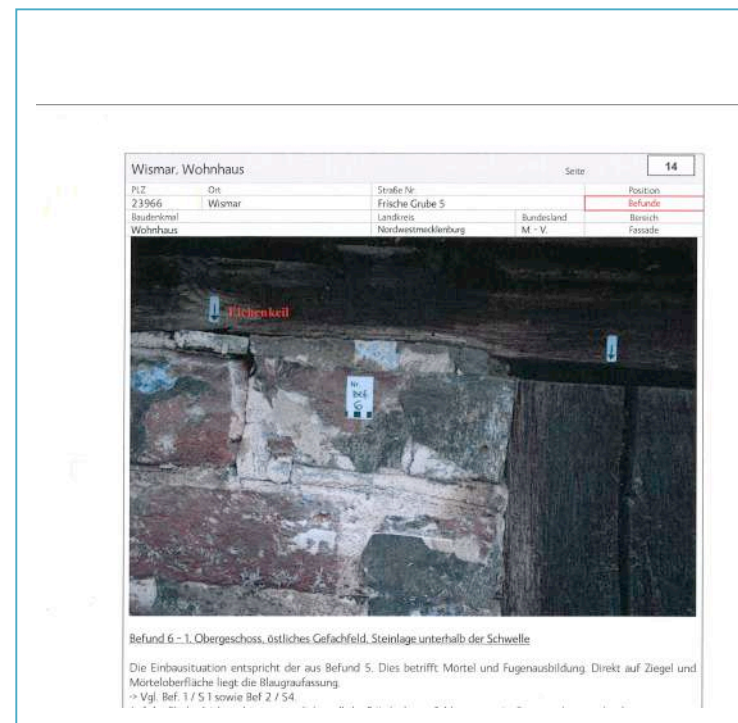 Wismar, Wohnhaus Seite 14
PLZ Ort Straße Nr. Position
23966 Wismar Frische Grube 5 Befunde
Baudenkmal Landkreis Bundesland Bereich
Wohnhaus Nordwestmecklenburg M. - V. Fassade
Eichenkeil
Nr.
Bef.
6
Befund 6 - 1. Obergeschoss, östliches Gefachfeld, Steinlage unterhalb der Schwelle
Die Einbausituation entspricht der aus Befund 5. Dies betrifft Mörtel und Fugenausbildung. Direkt auf Ziegel und
Mörteloberfläche liegt die Blaugraufassung.
-> Vgl. Bef. 1 / S 1 sowie Bef 2 / S4.